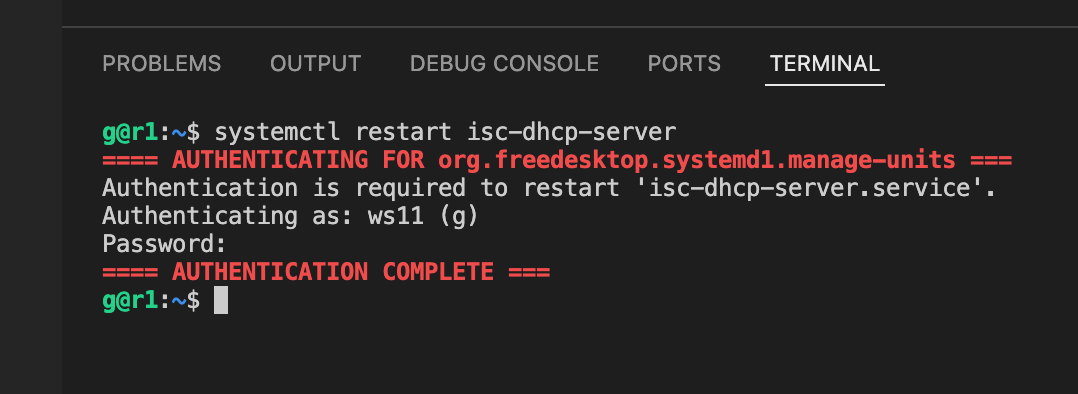 PROBLEMS OUTPUT DEBUG CONSOLE PORTS TERMINAL
g@r1:~$ systemctl restart isc-dhcp-server
==== AUTHENTICATING FOR org.freedesktop.systemd1.manage-units ===
Authentication is required to restart 'isc-dhcp-server.service'.
Authenticating as: ws11 (g)
Password:
==== AUTHENTICATION COMPLETE ===
g@r1:~$